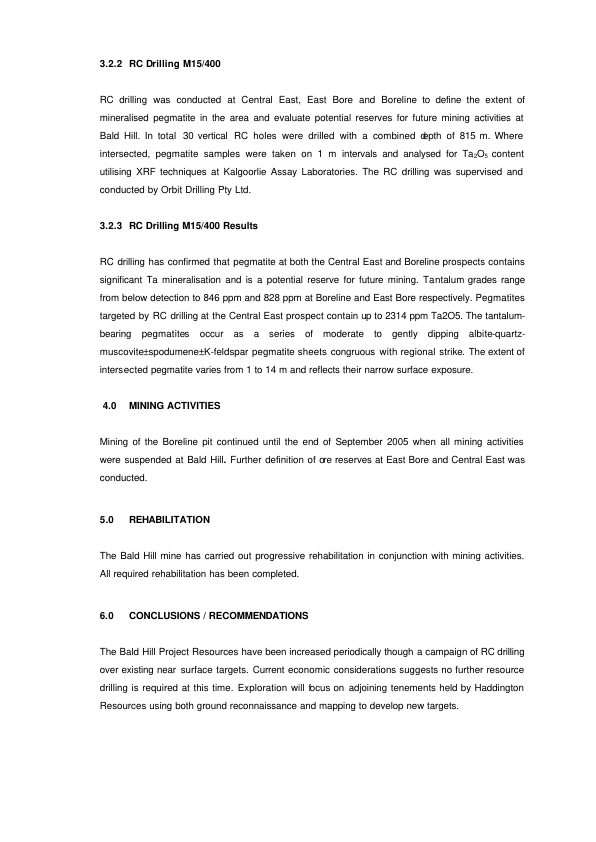 3.2.2 RC Drilling M15/400
RC drilling was conducted at Central East, East Bore and Boreline to define the extent of
mineralised pegmatite in the area and evaluate potential reserves for future mining activities at
Bald Hill. In total 30 vertical RC holes were drilled with a combined depth of 815 m. Where
intersected, pegmatite samples were taken on 1 m intervals and analysed for Ta₂O₅ content
utilising XRF techniques at Kalgoorlie Assay Laboratories. The RC drilling was supervised and
conducted by Orbit Drilling Pty Ltd.
3.2.3 RC Drilling M15/400 Results
RC drilling has confirmed that pegmatite at both the Central East and Boreline prospects contains
significant Ta mineralisation and is a potential reserve for future mining. Tantalum grades range
from below detection to 846 ppm and 828 ppm at Boreline and East Bore respectively. Pegmatites
targeted by RC drilling at the Central East prospect contain up to 2314 ppm Ta2O5. The tantalum-
bearing pegmatites occur as a series of moderate to gently dipping albite-quartz-
muscovite±spodumene±K-feldspar pegmatite sheets congruous with regional strike. The extent of
intersected pegmatite varies from 1 to 14 m and reflects their narrow surface exposure.
4.0 MINING ACTIVITIES
Mining of the Boreline pit continued until the end of September 2005 when all mining activities
were suspended at Bald Hill. Further definition of ore reserves at East Bore and Central East was
conducted.
5.0 REHABILITATION
The Bald Hill mine has carried out progressive rehabilitation in conjunction with mining activities.
All required rehabilitation has been completed.
6.0 CONCLUSIONS / RECOMMENDATIONS
The Bald Hill Project Resources have been increased periodically though a campaign of RC drilling
over existing near surface targets. Current economic considerations suggests no further resource
drilling is required at this time. Exploration will focus on adjoining tenements held by Haddington
Resources using both ground reconnaissance and mapping to develop new targets.